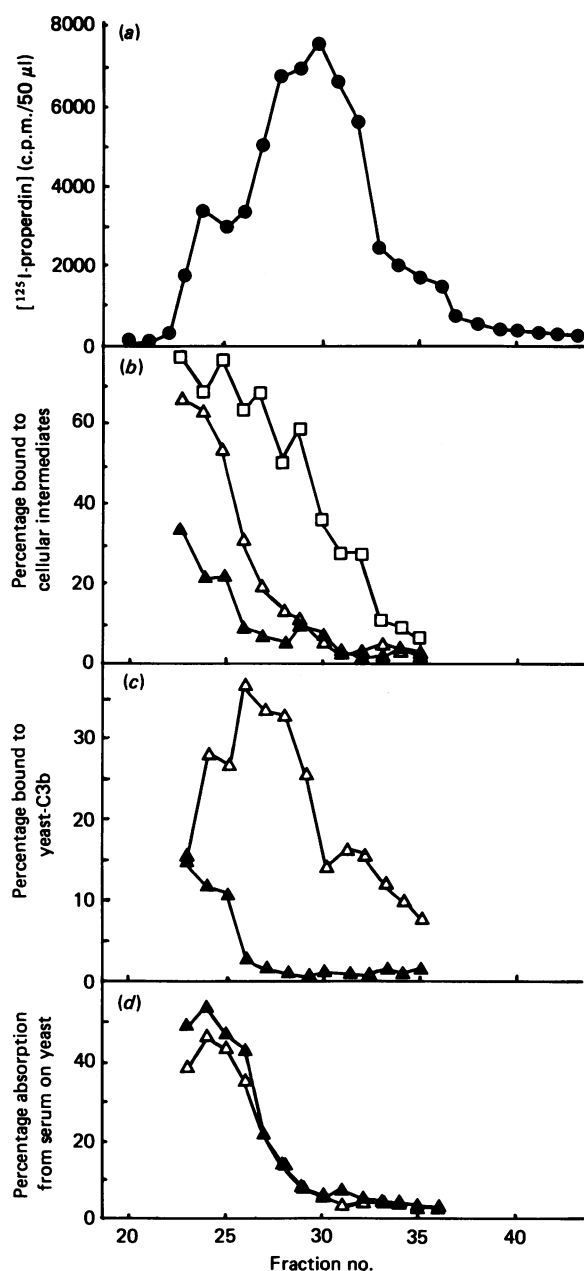 8000
(a)
6000
4000
2000
0
[¹²⁵I-properdin] (c.p.m./50 µl)
(b)
60
40
20
0
Percentage bound to
cellular intermediates
(c)
30
20
10
0
Percentage bound to
yeast-C3b
(d)
40
20
0
Percentage absorption
from serum on yeast
20
25
30
35
40
Fraction no.